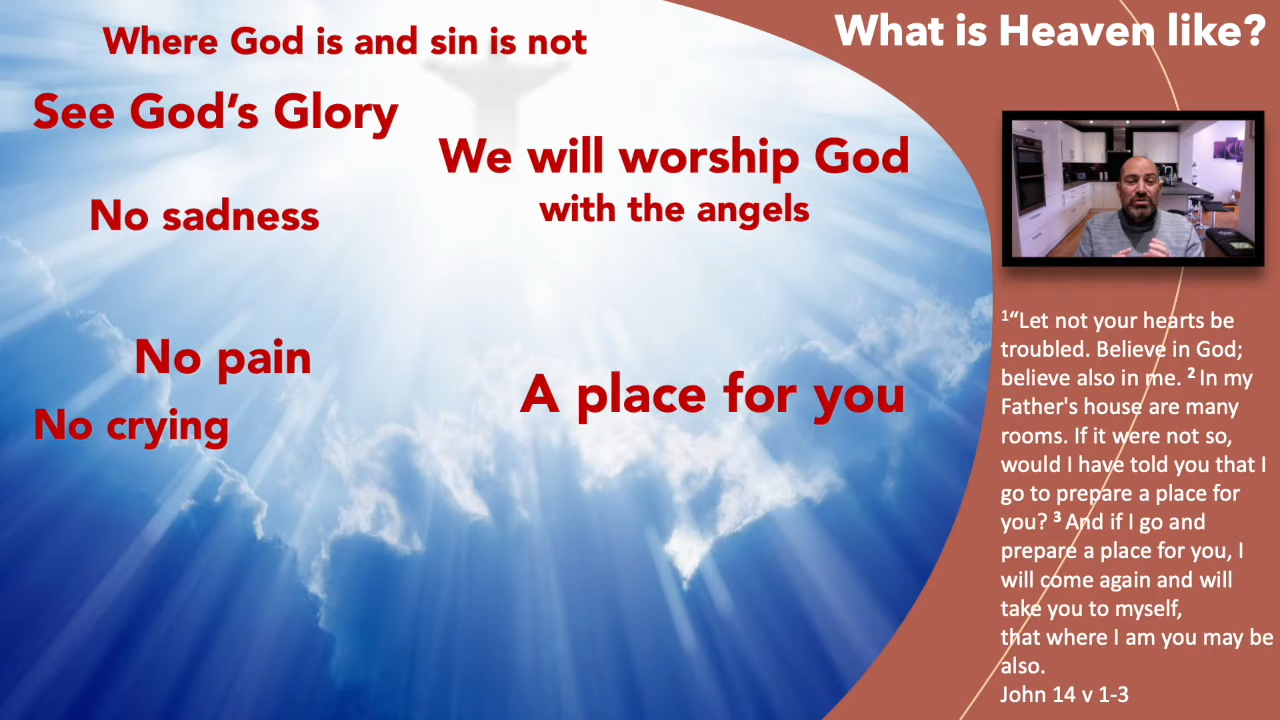 What is Heaven like?
Where God is and sin is not
See God’s Glory
We will worship God
with the angels
No sadness
No pain
A place for you
No crying
1“Let not your hearts be
troubled. Believe in God;
believe also in me. 2 In my
Father's house are many
rooms. If it were not so,
would I have told you that I
go to prepare a place for
you? 3 And if I go and
prepare a place for you, I
will come again and will
take you to myself,
that where I am you may be
also.
John 14 v 1-3